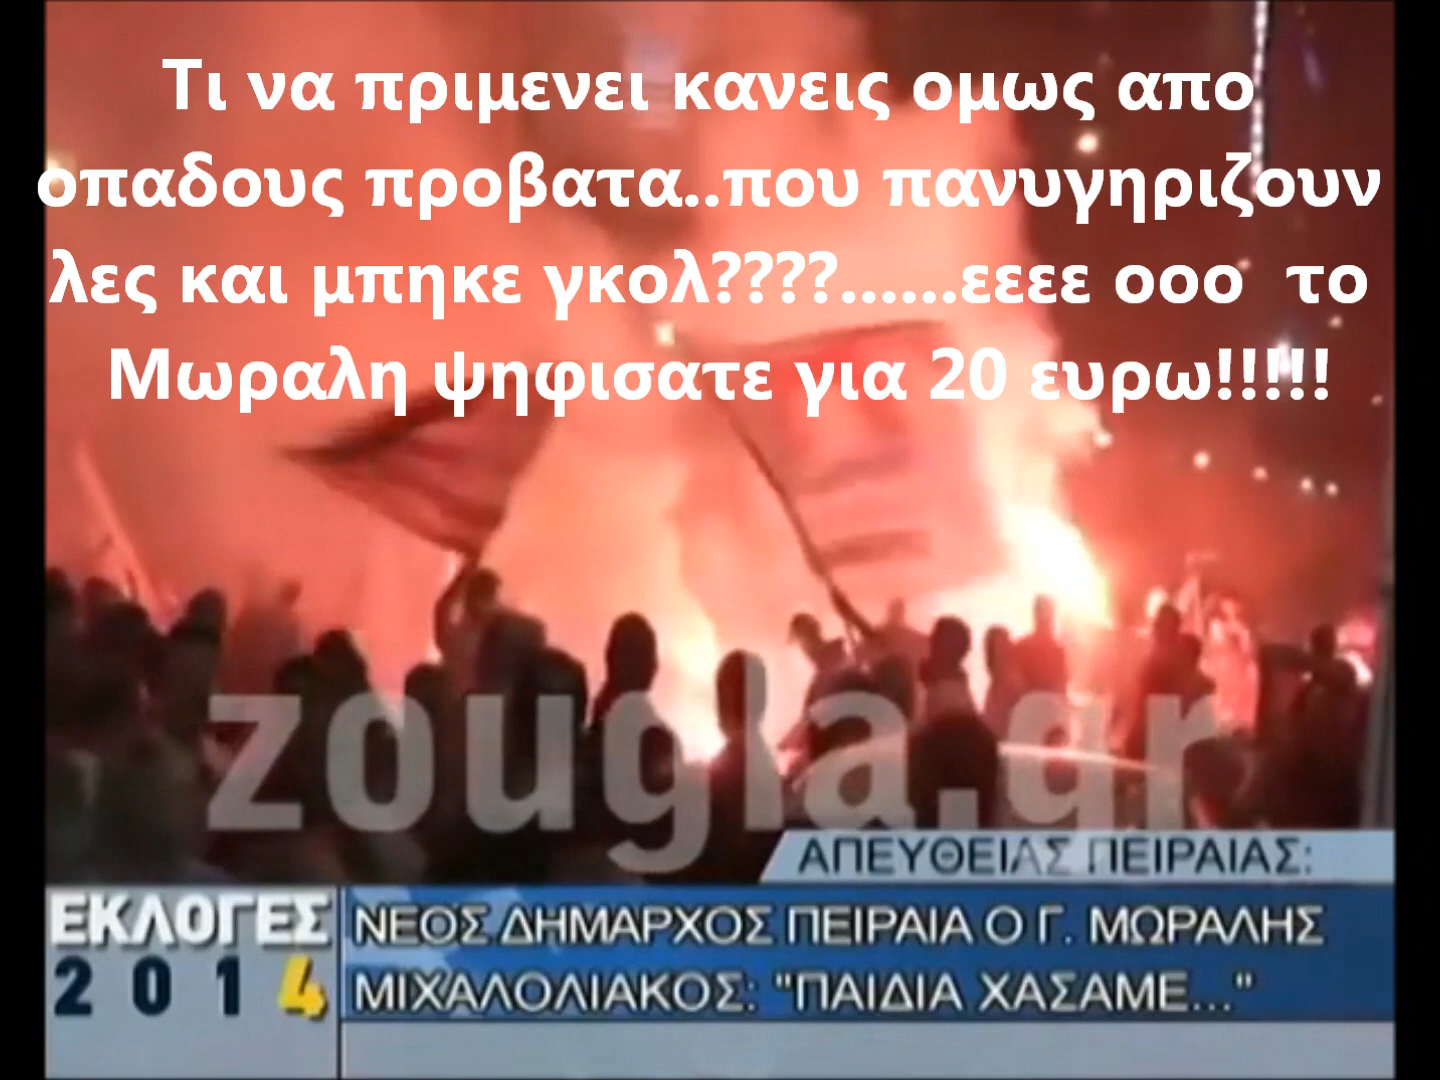 Τι να πριμενει κανεις ομως απο
οπαδους προβατα..που πανυγηριζουν
λες και μπηκε γκολ????......εεεε οοο το
Μωραλη ψηφισατε για 20 ευρω!!!!!
zougla.gr
ΑΠΕΥΘΕΙΑΣ ΠΕΙΡΑΙΑΣ:
ΕΚΛΟΓΕΣ
2014
ΝΕΟΣ ΔΗΜΑΡΧΟΣ ΠΕΙΡΑΙΑ Ο Γ. ΜΩΡΑΛΗΣ
ΜΙΧΑΛΟΛΙΑΚΟΣ: "ΠΑΙΔΙΑ ΧΑΣΑΜΕ..."